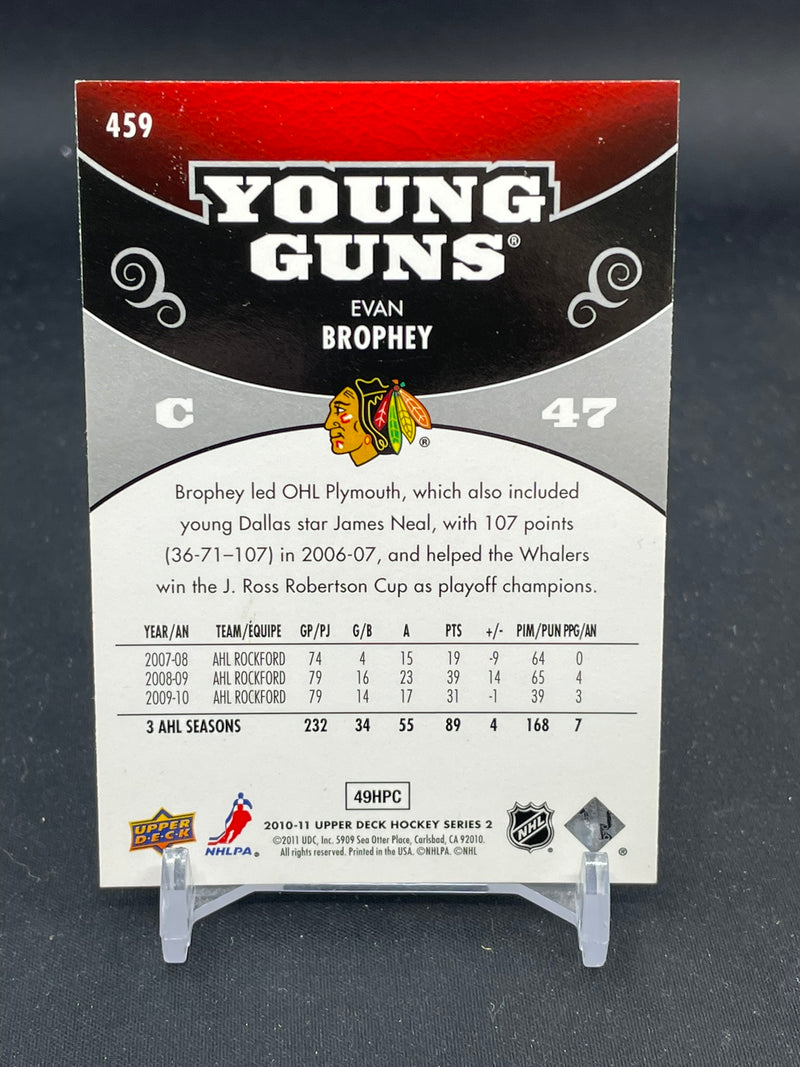 459
YOUNG
GUNS®
EVAN
BROPHEY
C 47
®
Brophey led OHL Plymouth, which also included
young Dallas star James Neal, with 107 points
(36-71–107) in 2006-07, and helped the Whalers
win the J. Ross Robertson Cup as playoff champions.
YEAR/AN TEAM/ÉQUIPE GP/PJ G/B A PTS +/- PIM/PUN PPG/AN
2007-08 AHL ROCKFORD 74 4 15 19 -9 64 0
2008-09 AHL ROCKFORD 79 16 23 39 14 65 4
2009-10 AHL ROCKFORD 79 14 17 31 -1 39 3
3 AHL SEASONS 232 34 55 89 4 168 7
49HPC
UPPER
D·E·C·K
NHLPA®
2010-11 UPPER DECK HOCKEY SERIES 2
©2011 UDC, Inc. 5909 Sea Otter Place, Carlsbad, CA 92010.
All rights reserved. Printed in the USA. ©NHLPA. ©NHL
NHL
®
®